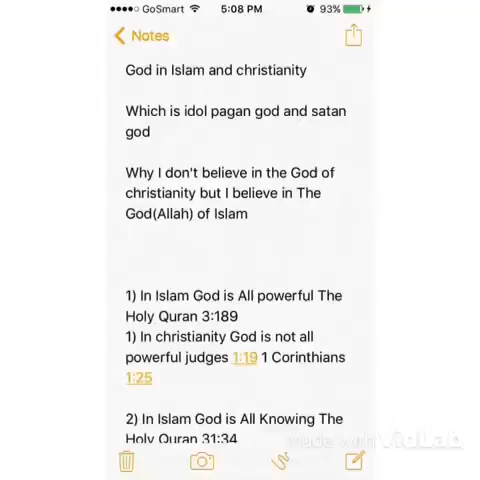 GoSmart 5:08 PM 93%
Notes
God in Islam and christianity
Which is idol pagan god and satan
god
Why I don't believe in the God of
christianity but I believe in The
God(Allah) of Islam
1) In Islam God is All powerful The
Holy Quran 3:189
1) In christianity God is not all
powerful judges 1:19 1 Corinthians
1:25
2) In Islam God is All Knowing The
Holy Quran 31:34
Made with VidLab